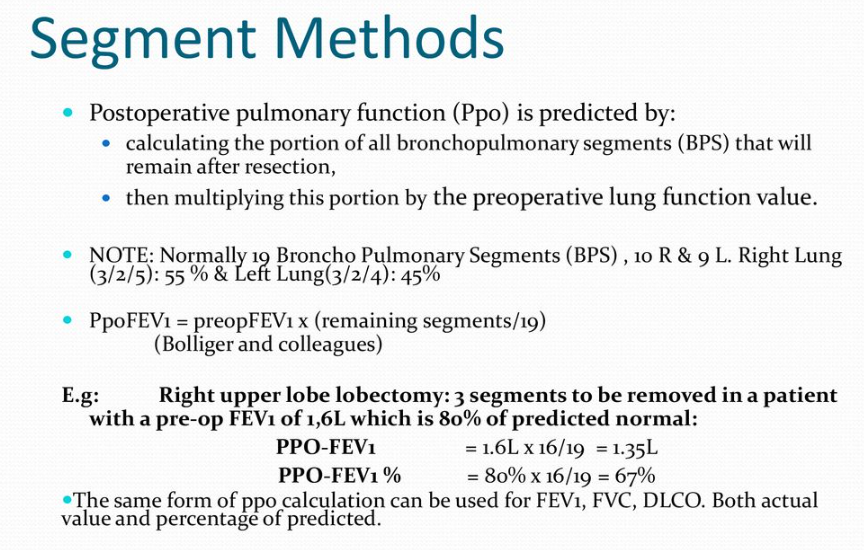 Segment Methods
• Postoperative pulmonary function (Ppo) is predicted by:
• calculating the portion of all bronchopulmonary segments (BPS) that will
remain after resection,
• then multiplying this portion by the preoperative lung function value.
• NOTE: Normally 19 Broncho Pulmonary Segments (BPS) , 10 R & 9 L. Right Lung
(3/2/5): 55 % & Left Lung(3/2/4): 45%
• PpoFEV1 = preopFEV1 x (remaining segments/19)
(Bolliger and colleagues)
E.g: Right upper lobe lobectomy: 3 segments to be removed in a patient
with a pre-op FEV1 of 1,6L which is 80% of predicted normal:
PPO-FEV1 = 1.6L x 16/19 = 1.35L
PPO-FEV1 % = 80% x 16/19 = 67%
•The same form of ppo calculation can be used for FEV1, FVC, DLCO. Both actual
value and percentage of predicted.